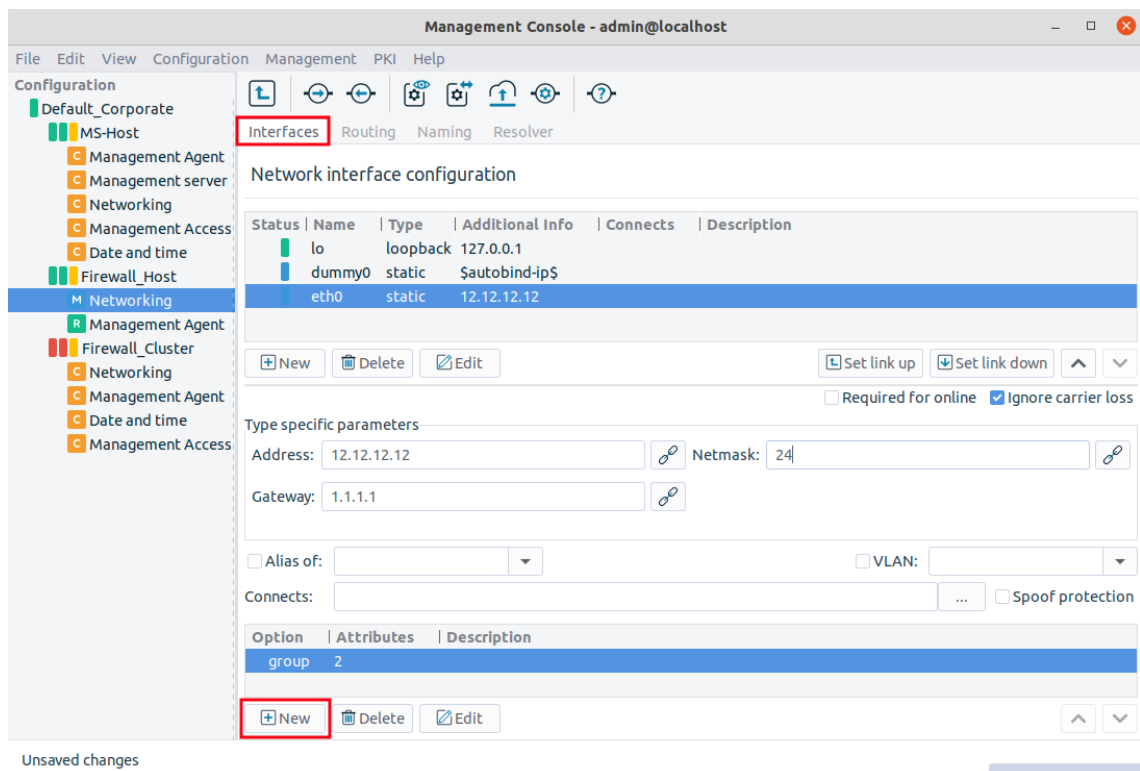 Management Console - admin@localhost
File Edit View Configuration Management PKI Help
Configuration
Default_Corporate
MS-Host
C Management Agent
C Management server
C Networking
C Management Access
C Date and time
Firewall_Host
M Networking
R Management Agent
Firewall_Cluster
C Networking
C Management Agent
C Date and time
C Management Access
Interfaces Routing Naming Resolver
Network interface configuration
Status Name Type Additional Info Connects Description
lo loopback 127.0.0.1
dummy0 static $autobind-ip$
eth0 static 12.12.12.12
New Delete Edit Set link up Set link down
Required for online Ignore carrier loss
Type specific parameters
Address: 12.12.12.12 Netmask: 24
Gateway: 1.1.1.1
Alias of: VLAN:
Connects: ... Spoof protection
Option Attributes Description
group 2
New Delete Edit
Unsaved changes